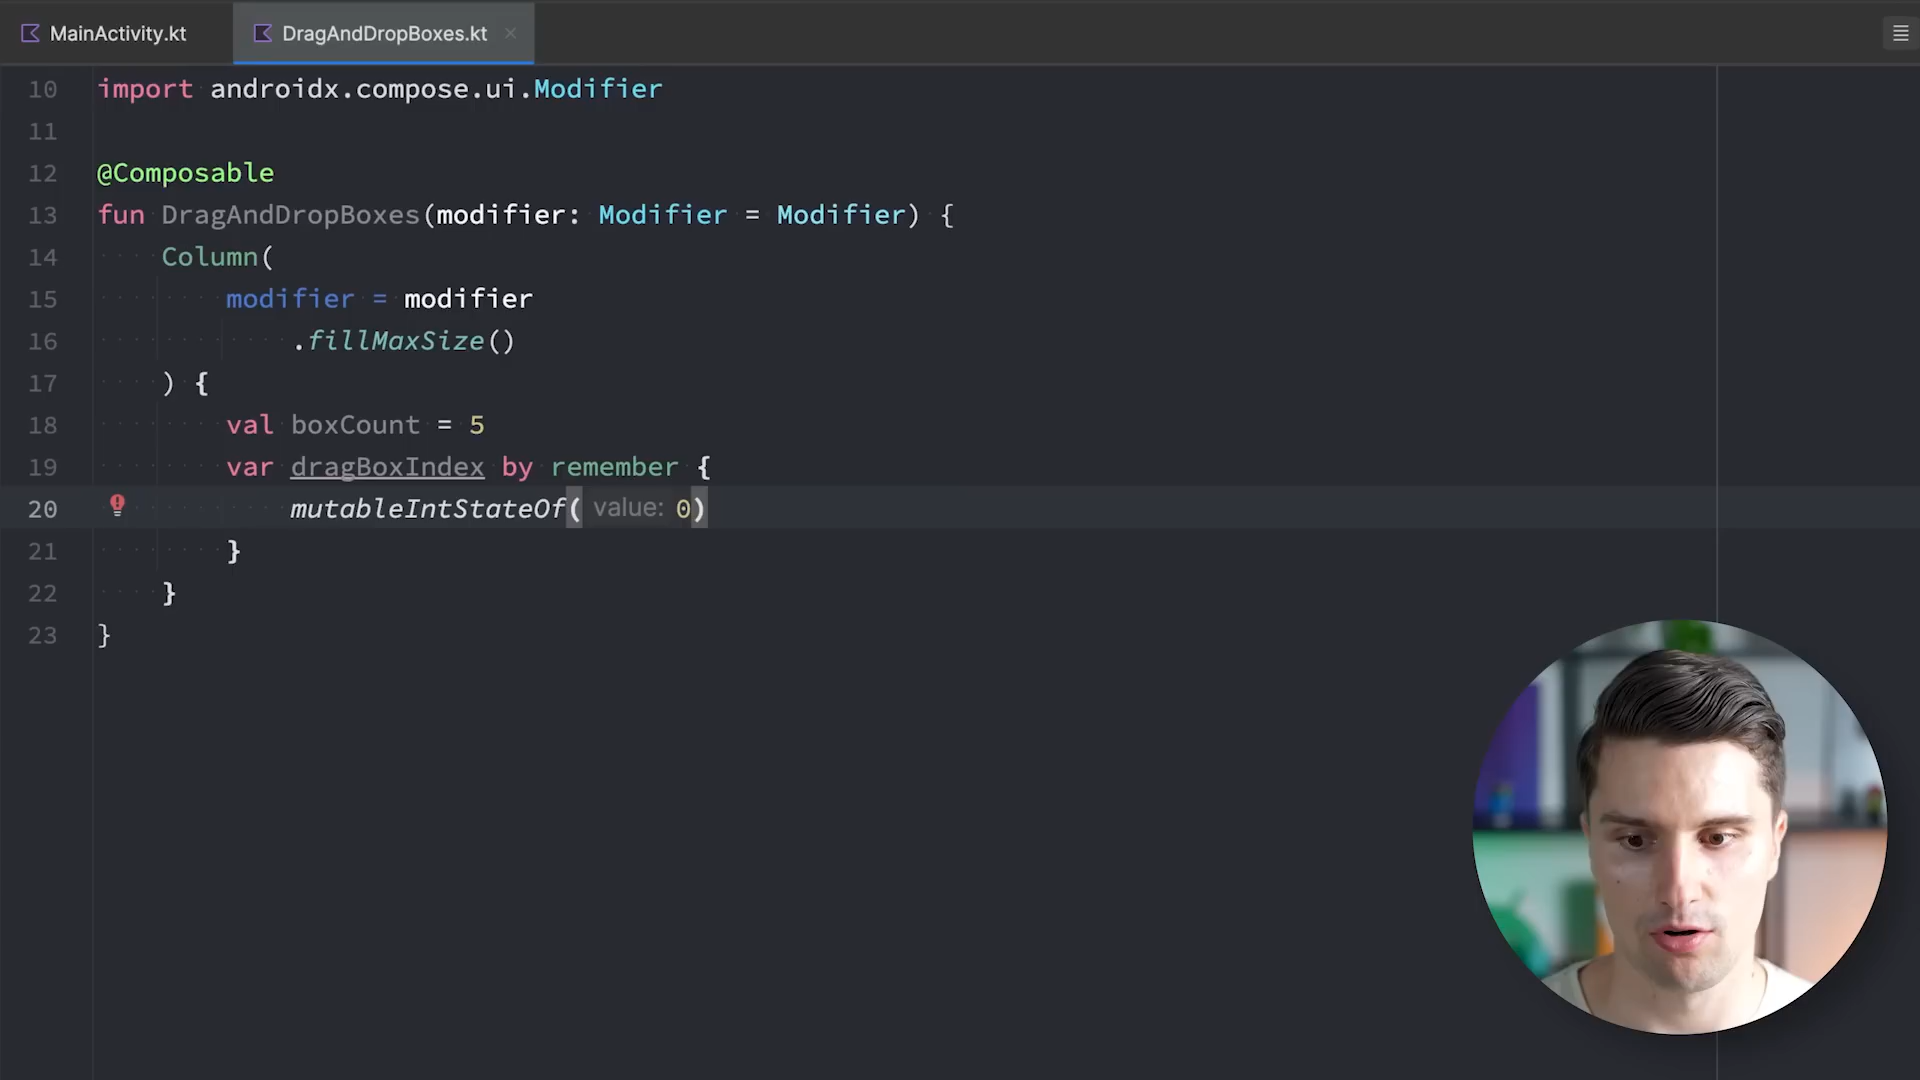 MainActivity.kt
DragAndDropBoxes.kt
10 import androidx.compose.ui.Modifier
11
12 @Composable
13 fun DragAndDropBoxes(modifier: Modifier = Modifier) {
14 Column(
15 modifier = modifier
16 .fillMaxSize()
17 ) {
18 val boxCount = 5
19 var dragBoxIndex by remember {
20 mutableIntStateOf( value: 0)
21 }
22 }
23 }